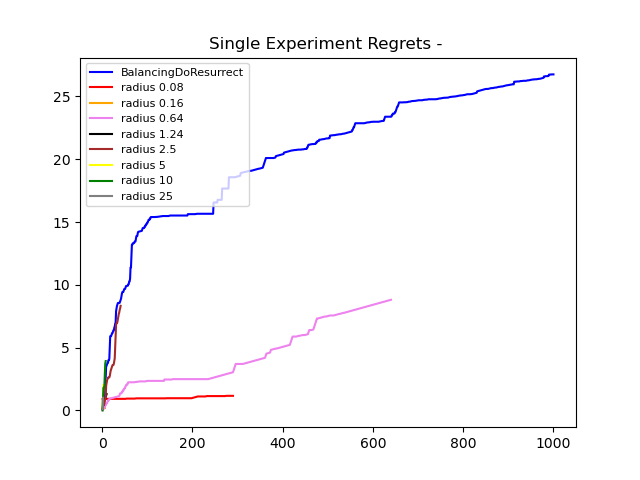 Single Experiment Regrets -
BalancingDoResurrect
radius 0.08
radius 0.16
radius 0.64
radius 1.24
radius 2.5
radius 5
radius 10
radius 25
25
20
15
10
5
0
0 200 400 600 800 1000